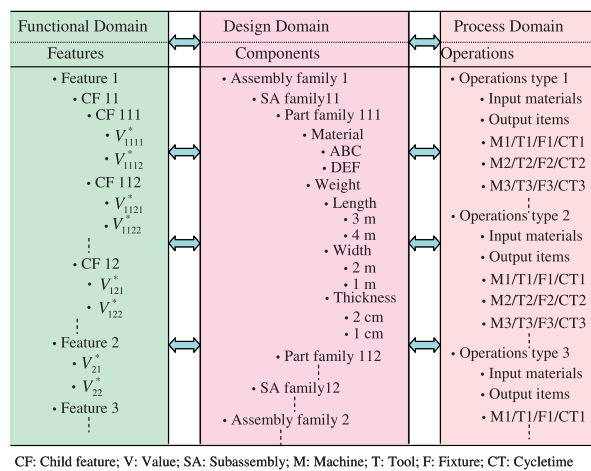 Functional Domain
Features
• Feature 1
• CF 11
• CF 111
• V*1111
• V*1112
• CF 112
• V*1121
• V*1122
• CF 12
• V*121
• V*122
• Feature 2
• V*21
• V*22
• Feature 3
Design Domain
Components
• Assembly family 1
• SA family11
• Part family 111
• Material
• ABC
• DEF
• Weight
• Length
• 3 m
• 4 m
• Width
• 2 m
• 1 m
• Thickness
• 2 cm
• 1 cm
• Part family 112
• SA family12
• Assembly family 2
Process Domain
Operations
• Operations type 1
• Input materials
• Output items
• M1/T1/F1/CT1
• M2/T2/F2/CT2
• M3/T3/F3/CT3
• Operations type 2
• Input materials
• Output items
• M1/T1/F1/CT1
• M2/T2/F2/CT2
• M3/T3/F3/CT3
• Operations type 3
• Input materials
• Output items
• M1/T1/F1/CT1
CF: Child feature; V: Value; SA: Subassembly; M: Machine; T: Tool; F: Fixture; CT: Cycletime